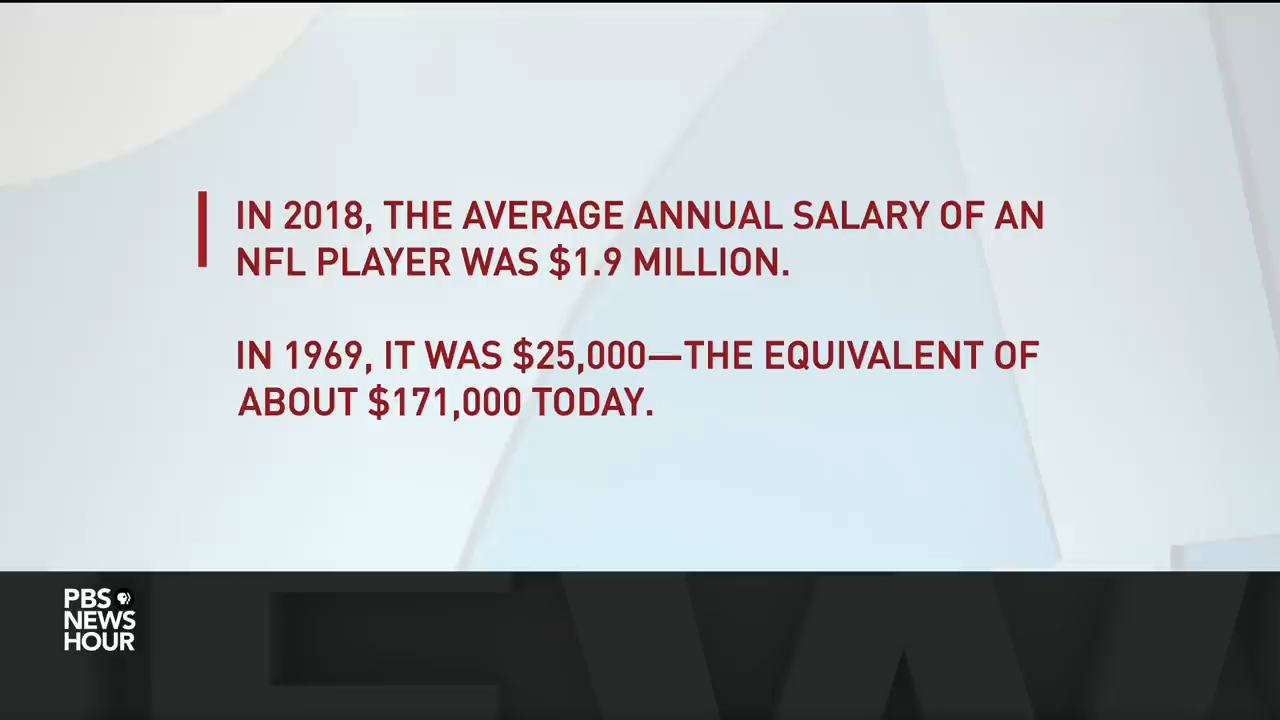 IN 2018, THE AVERAGE ANNUAL SALARY OF AN
NFL PLAYER WAS $1.9 MILLION.
IN 1969, IT WAS $25,000—THE EQUIVALENT OF
ABOUT $171,000 TODAY.
PBS
NEWS
HOUR